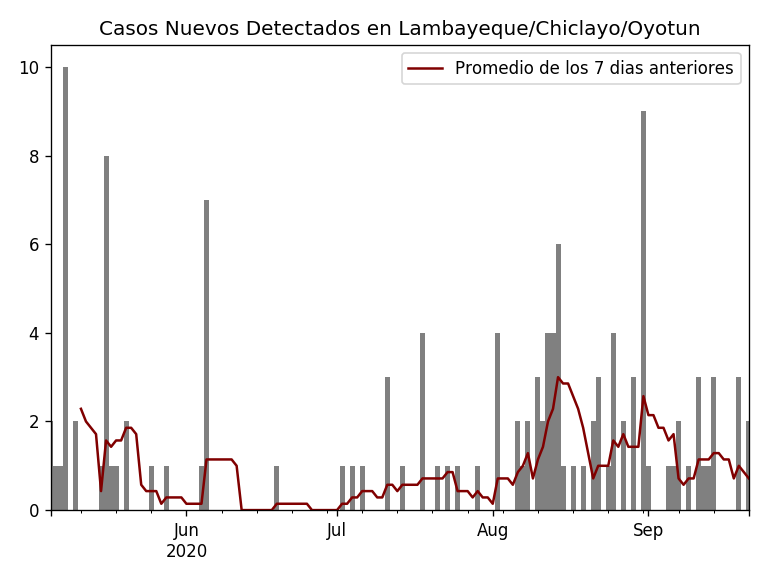 Casos Nuevos Detectados en Lambayeque/Chiclayo/Oyotun
Promedio de los 7 dias anteriores
10
8
6
4
2
0
Jun
2020
Jul
Aug
Sep